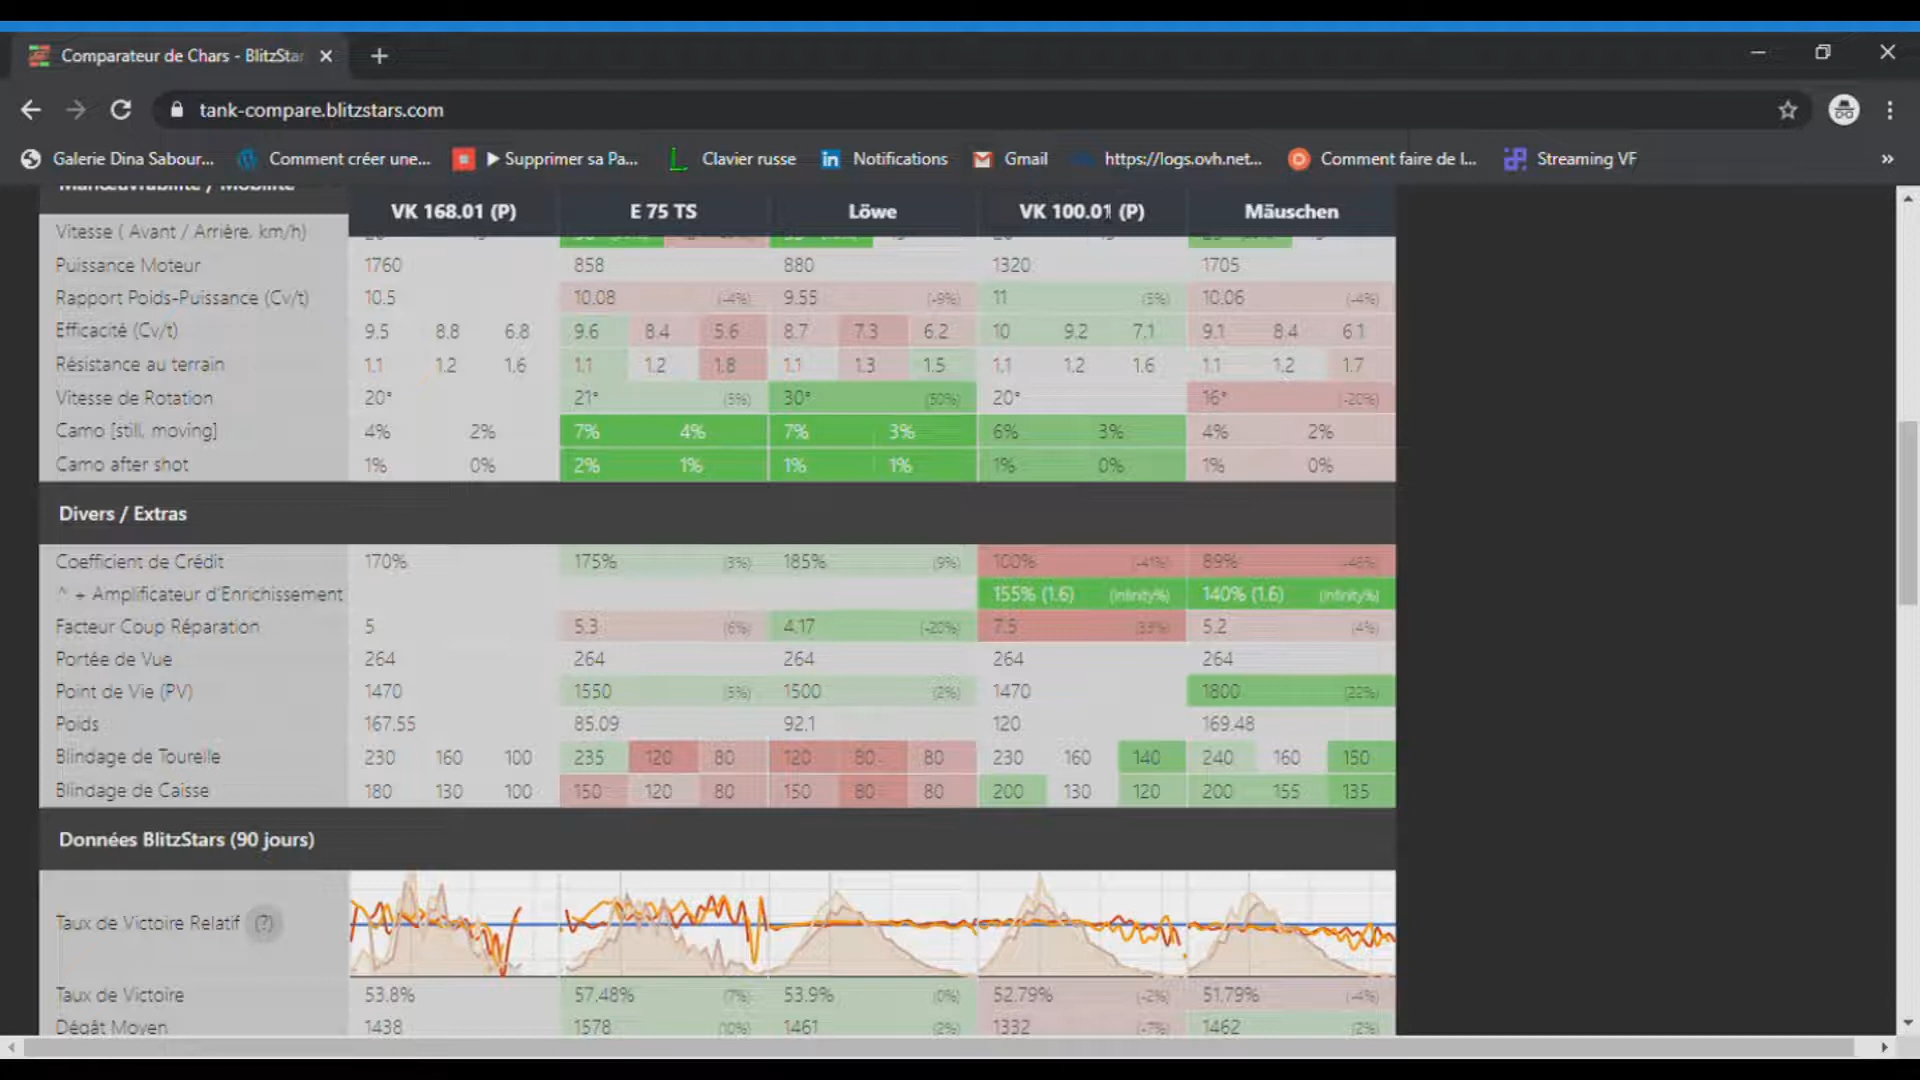 Comparateur de Chars - BlitzStar
tank-compare.blitzstars.com
Galerie Dina Sabour... Comment créer une... ▶ Supprimer sa Pa... Clavier russe Notifications Gmail https://logs.ovh.net... Comment faire de l... Streaming VF »
Manœuvrabilité / Mobilité
VK 168.01 (P) E 75 TS Löwe VK 100.01 (P) Mäuschen
Vitesse ( Avant / Arrière, km/h)
Puissance Moteur 1760 858 880 1320 1705
Rapport Poids-Puissance (Cv/t) 10.5 10.08 (-4%) 9.55 (-9%) 11 (5%) 10.06 (-4%)
Efficacité (Cv/t) 9.5 8.8 6.8 9.6 8.4 5.6 8.7 7.3 6.2 10 9.2 7.1 9.1 8.4 6.1
Résistance au terrain 1.1 1.2 1.6 1.1 1.2 1.8 1.1 1.3 1.5 1.1 1.2 1.6 1.1 1.2 1.7
Vitesse de Rotation 20° 21° (5%) 30° (50%) 20° 16° (-20%)
Camo [still, moving] 4% 2% 7% 4% 7% 3% 6% 3% 4% 2%
Camo after shot 1% 0% 2% 1% 1% 1% 1% 0% 1% 0%
Divers / Extras
Coefficient de Crédit 170% 175% (3%) 185% (9%) 100% (-41%) 89% (-48%)
^ + Amplificateur d'Enrichissement 155% (1.6) (Infinity%) 140% (1.6) (Infinity%)
Facteur Coup Réparation 5 5.3 (6%) 4.17 (-20%) 7.5 (33%) 5.2 (4%)
Portée de Vue 264 264 264 264 264
Point de Vie (PV) 1470 1550 (5%) 1500 (2%) 1470 1800 (22%)
Poids 167.55 85.09 92.1 120 169.48
Blindage de Tourelle 230 160 100 235 120 80 120 80 80 230 160 140 240 160 150
Blindage de Caisse 180 130 100 150 120 80 150 80 80 200 130 120 200 155 135
Données BlitzStars (90 jours)
Taux de Victoire Relatif (?)
Taux de Victoire 53.8% 57.48% (7%) 53.9% (0%) 52.79% (-2%) 51.79% (-4%)
Dégât Moyen 1438 1578 (10%) 1461 (2%) 1332 (-7%) 1462 (2%)